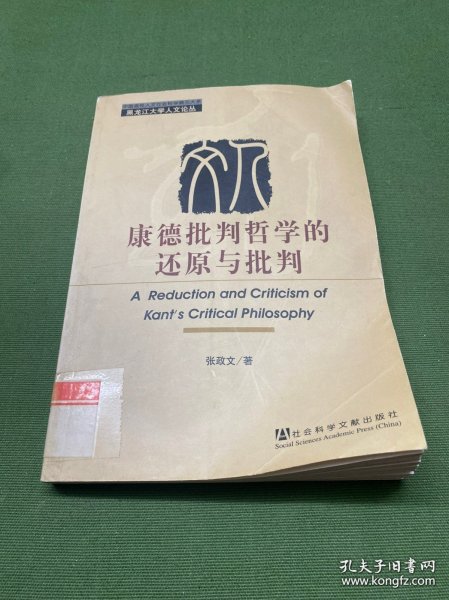 黑龙江大学人文论丛
康德批判哲学的
还原与批判
A Reduction and Criticism of
Kant's Critical Philosophy
张政文/著
社会科学文献出版社
Social Sciences Academic Press (China)
孔夫子旧书网
www.kongfz.com